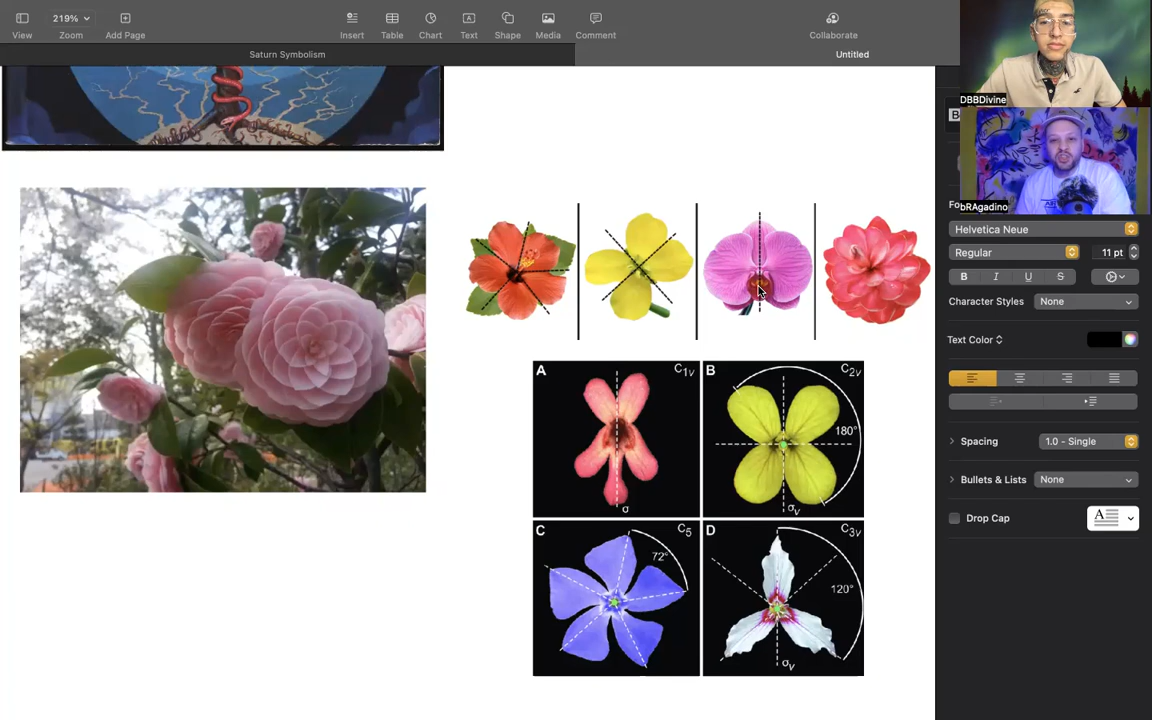 219%
View
Zoom
Add Page
Insert
Table
Chart
Text
Shape
Media
Comment
Collaborate
Saturn Symbolism
Untitled
DBBDivine
bRAgadino
Helvetica Neue
Regular
11 pt
B I U S
Character Styles
None
Text Color
Spacing
1.0 - Single
Bullets & Lists
None
Drop Cap
A
A
C1v
σ
B
C2v
180°
σv
C
C5
72°
D
C3v
120°
σv